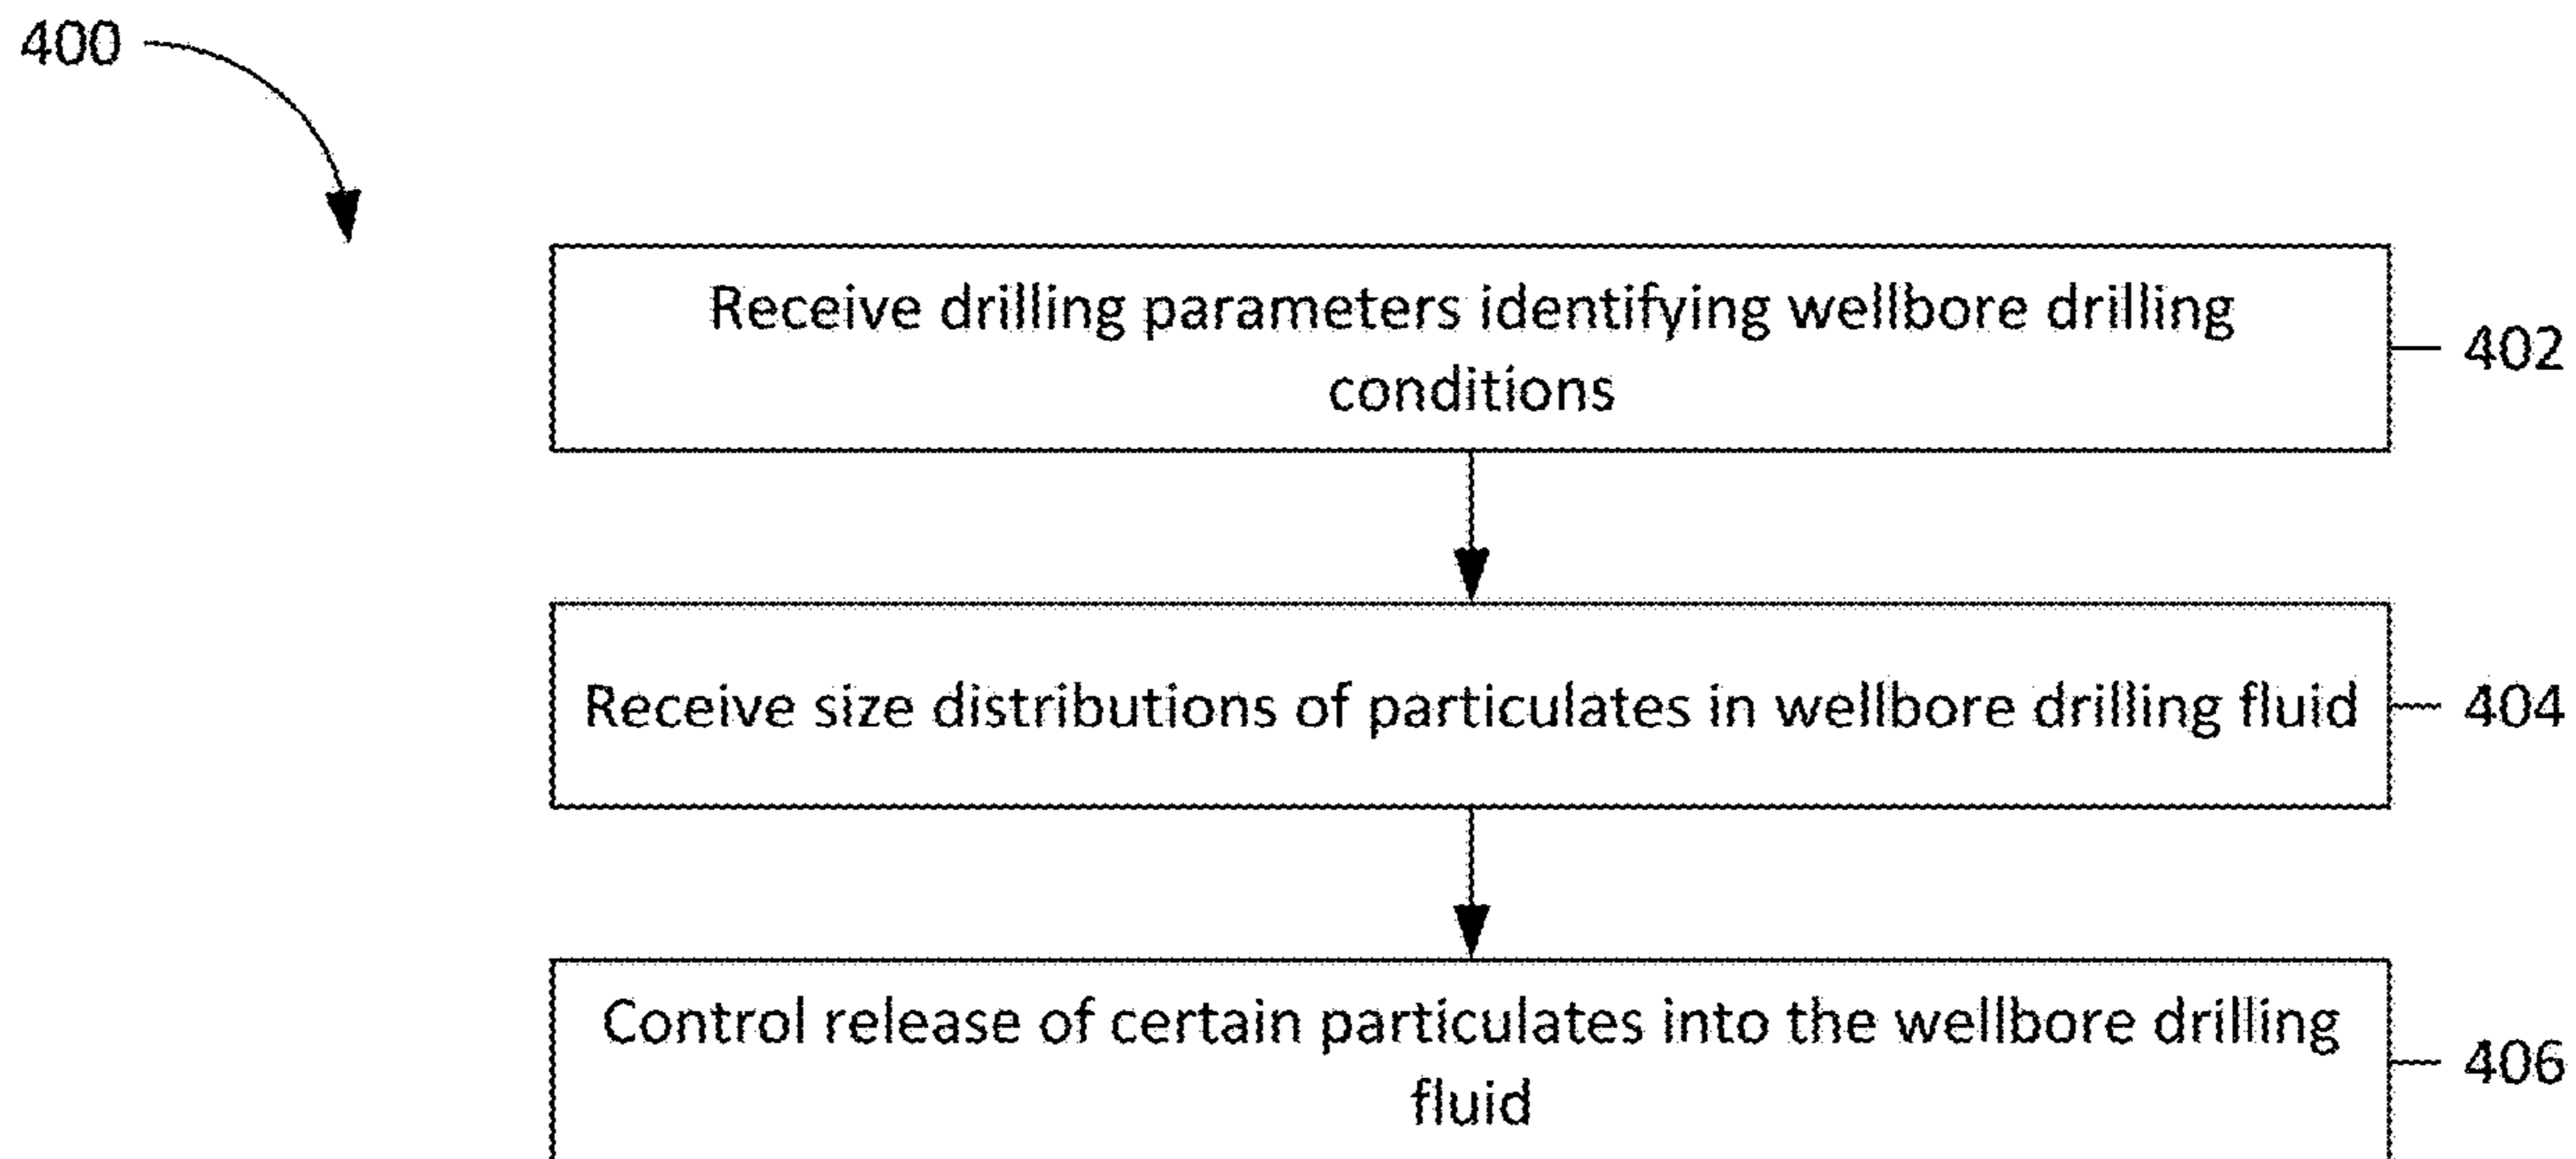 400
Receive drilling parameters identifying wellbore drilling
conditions
402
Receive size distributions of particulates in wellbore drilling fluid
404
Control release of certain particulates into the wellbore drilling
fluid
406